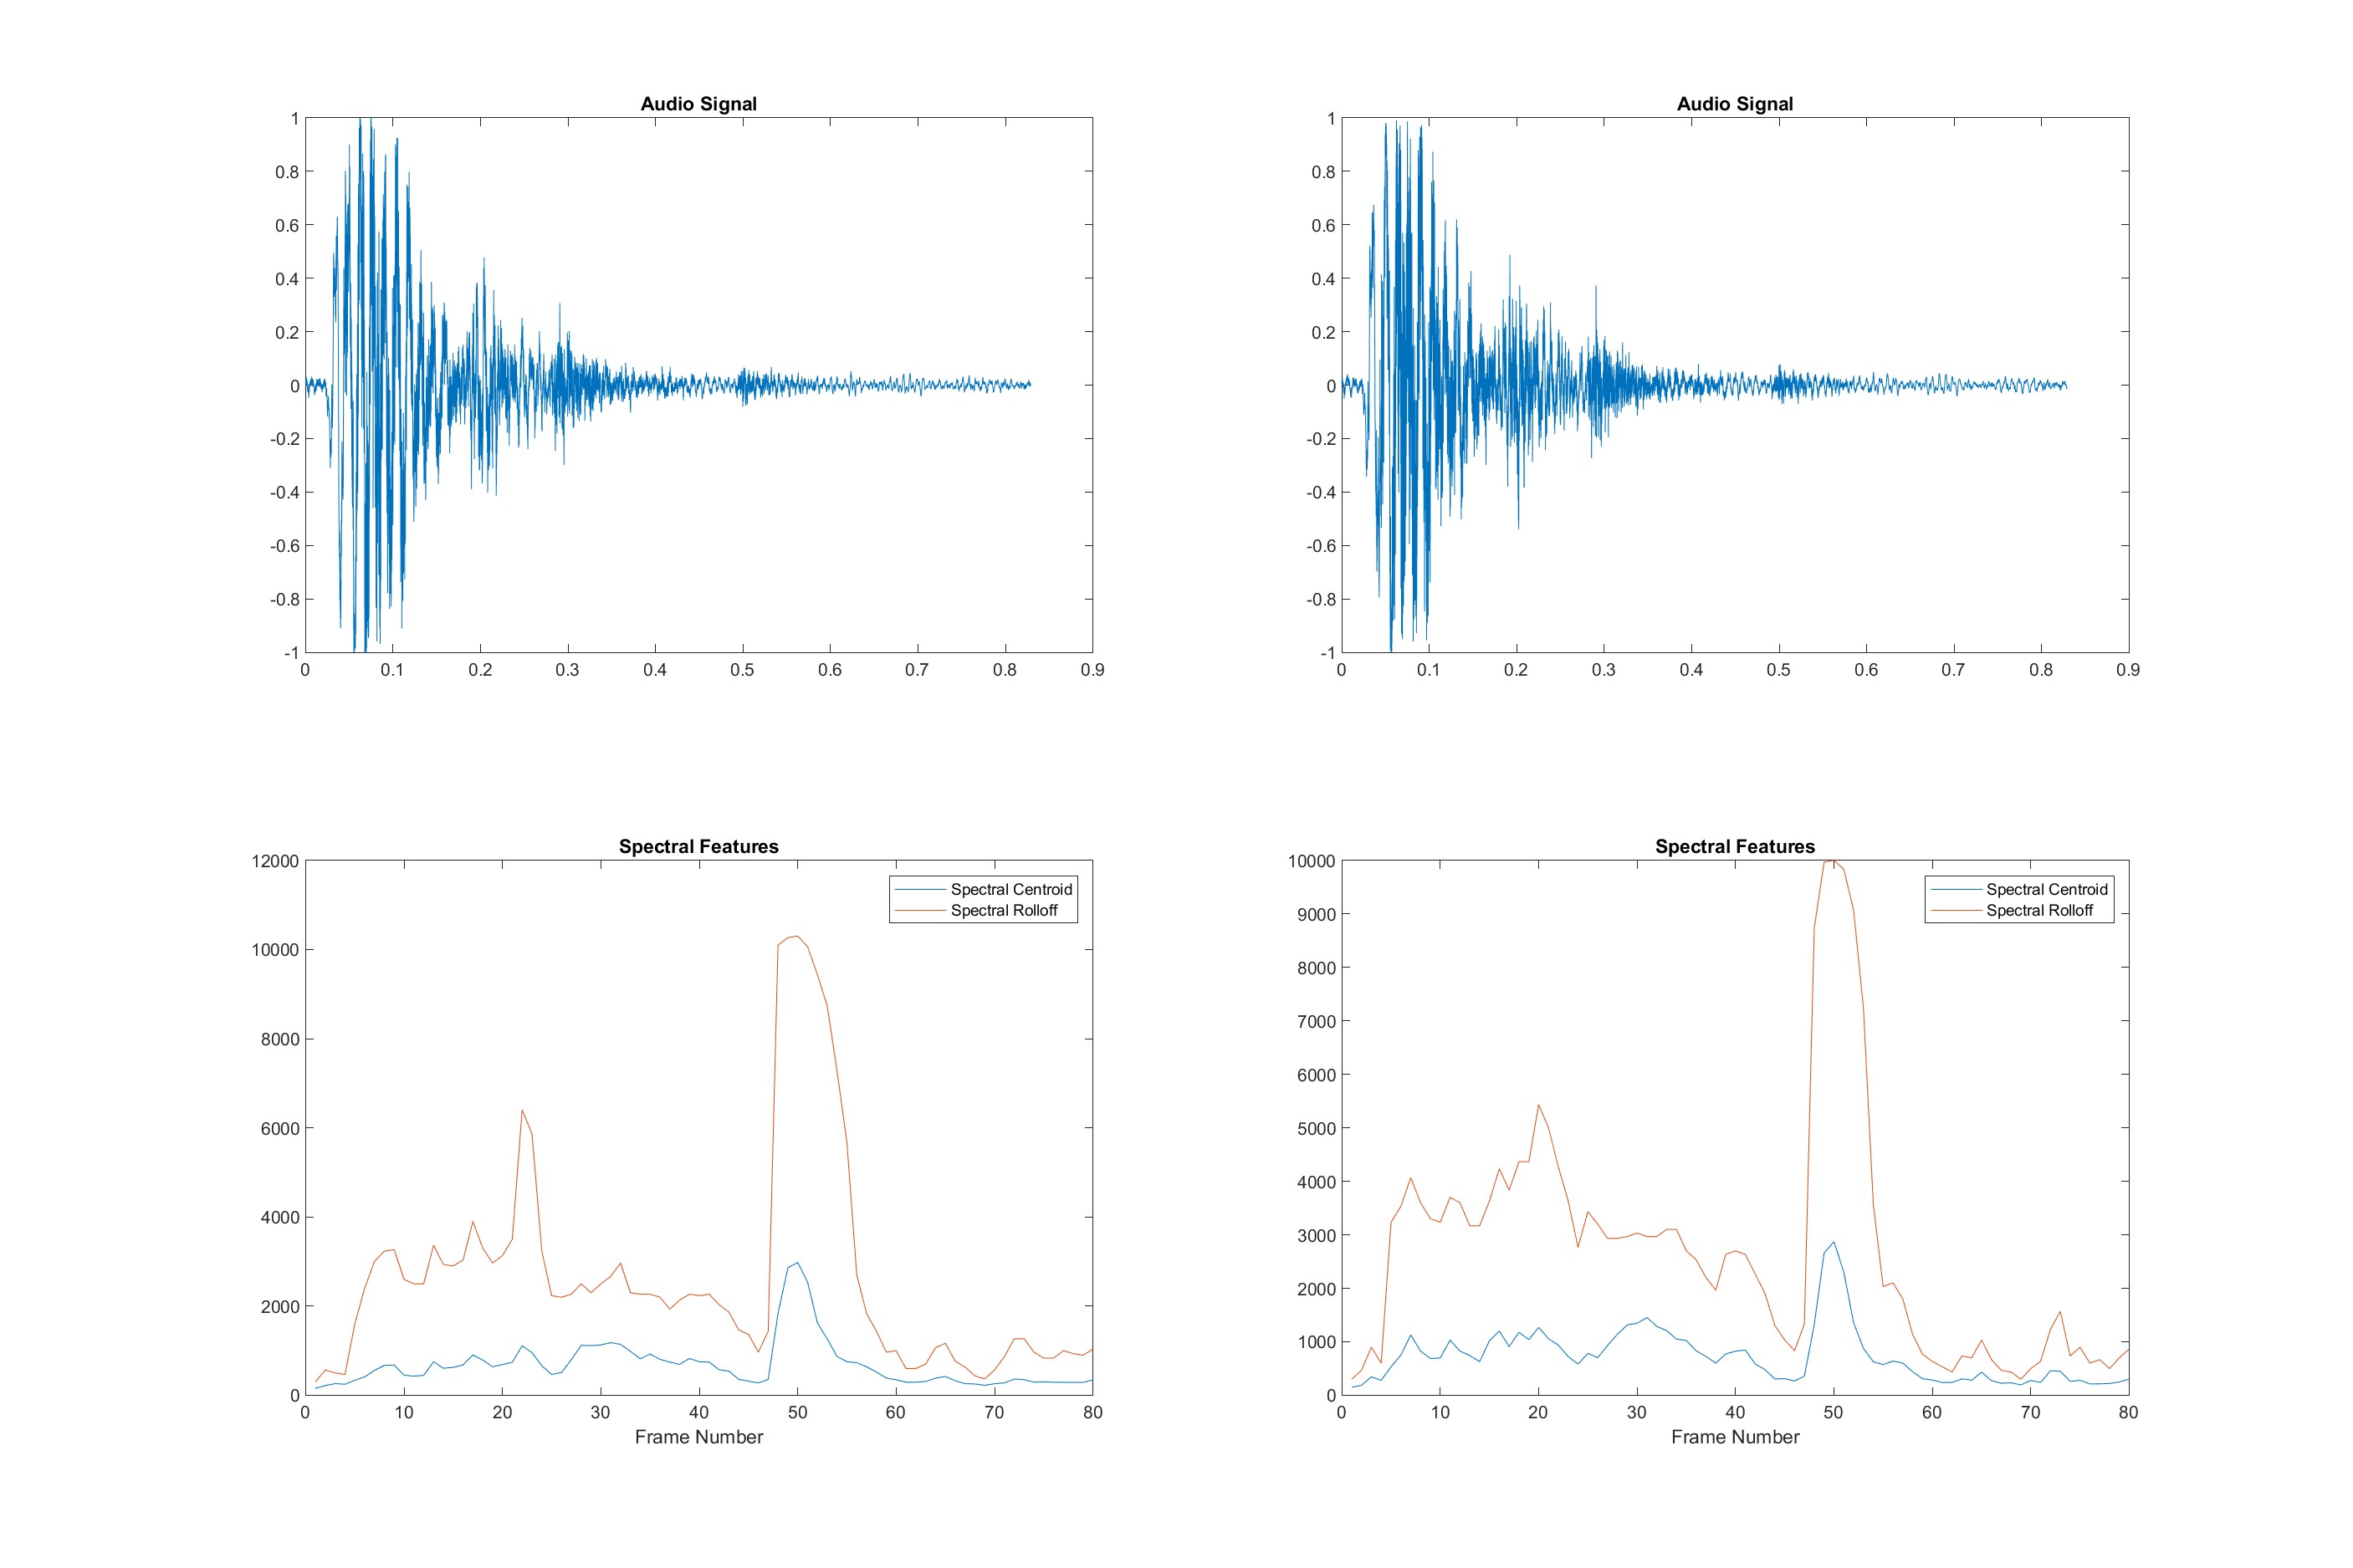 Audio Signal
1
0.8
0.6
0.4
0.2
0
-0.2
-0.4
-0.6
-0.8
-1
0 0.1 0.2 0.3 0.4 0.5 0.6 0.7 0.8 0.9
Audio Signal
1
0.8
0.6
0.4
0.2
0
-0.2
-0.4
-0.6
-0.8
-1
0 0.1 0.2 0.3 0.4 0.5 0.6 0.7 0.8 0.9
Spectral Features
12000
10000
8000
6000
4000
2000
0
Spectral Centroid
Spectral Rolloff
0 10 20 30 40 50 60 70 80
Frame Number
Spectral Features
10000
9000
8000
7000
6000
5000
4000
3000
2000
1000
0
Spectral Centroid
Spectral Rolloff
0 10 20 30 40 50 60 70 80
Frame Number